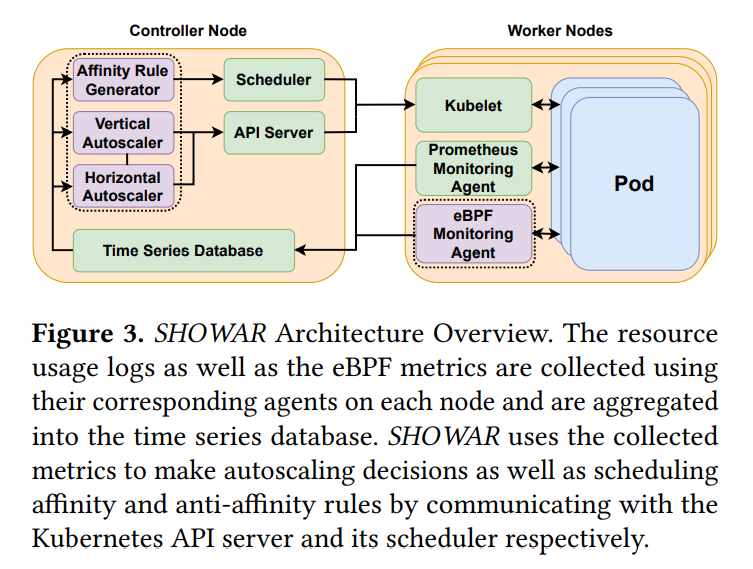 Controller Node
Worker Nodes
Affinity Rule
Generator
Scheduler
Vertical
Autoscaler
API Server
Horizontal
Autoscaler
Time Series Database
Kubelet
Prometheus
Monitoring
Agent
eBPF
Monitoring
Agent
Pod
Figure 3. SHOWAR Architecture Overview. The resource
usage logs as well as the eBPF metrics are collected using
their corresponding agents on each node and are aggregated
into the time series database. SHOWAR uses the collected
metrics to make autoscaling decisions as well as scheduling
affinity and anti-affinity rules by communicating with the
Kubernetes API server and its scheduler respectively.